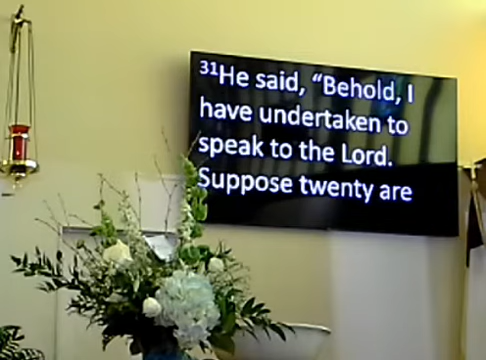 31He said, “Behold, I
have undertaken to
speak to the Lord.
Suppose twenty are